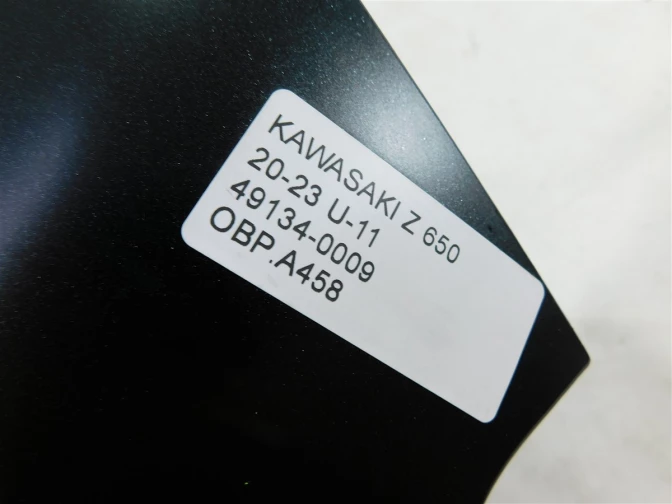 KAWASAKI Z 650
20-23 U-11
49134-0009
OBP.A458